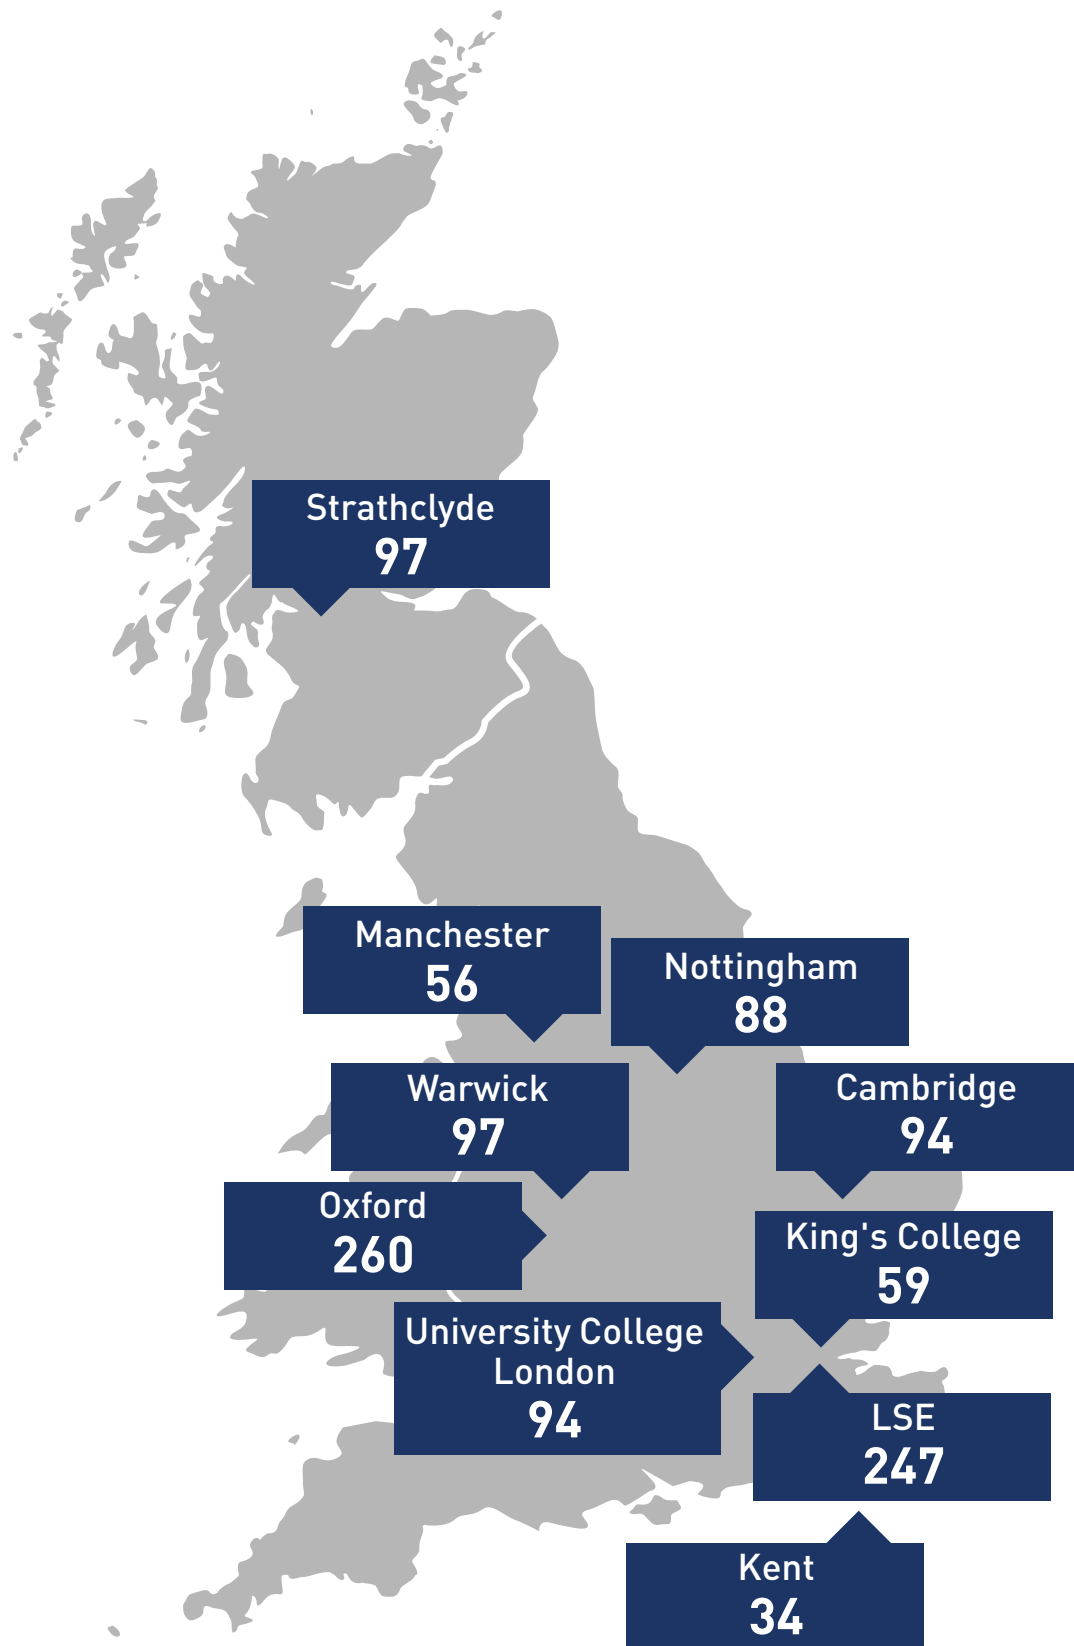 Strathclyde
97
Manchester
56
Nottingham
88
Warwick
97
Cambridge
94
Oxford
260
King's College
59
University College
London
94
LSE
247
Kent
34